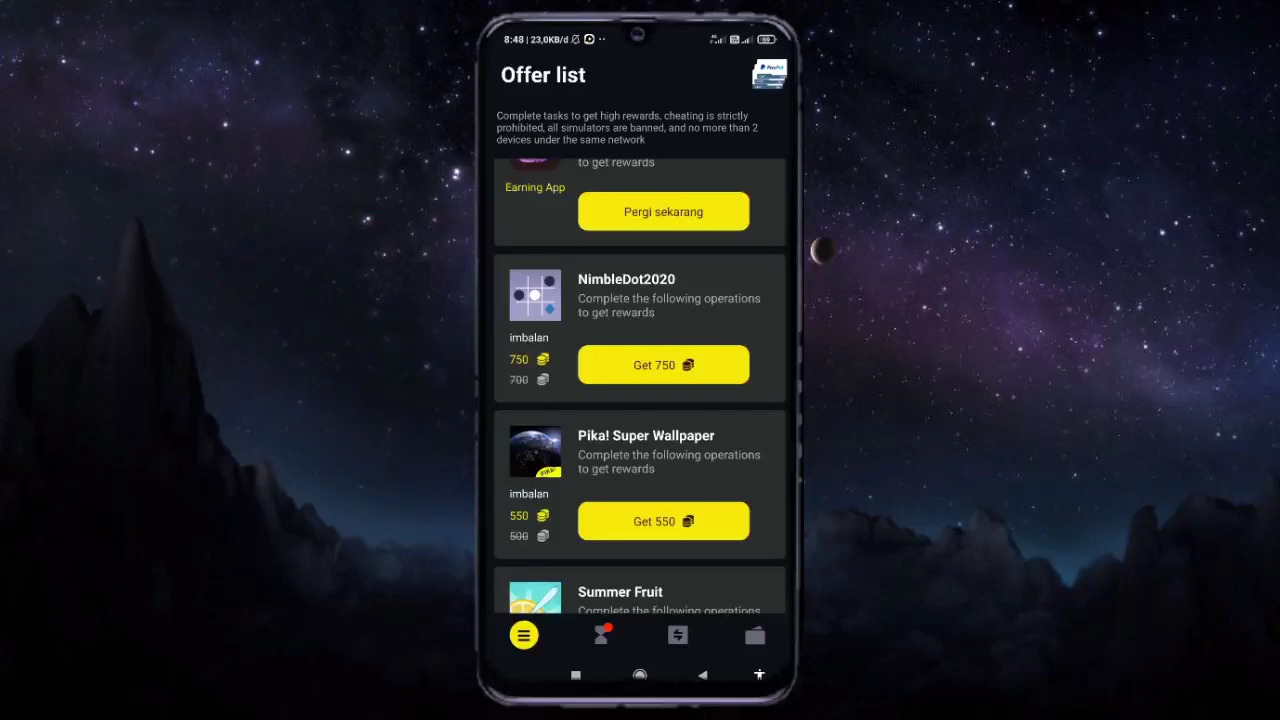 8:48 | 23,0KB/d
Offer list
PayPal
Complete tasks to get high rewards, cheating is strictly
prohibited, all simulators are banned, and no more than 2
devices under the same network
to get rewards
Earning App
Pergi sekarang
NimbleDot2020
Complete the following operations
to get rewards
imbalan
750
700
Get 750
Pika! Super Wallpaper
Complete the following operations
to get rewards
PIKA!
imbalan
550
500
Get 550
Summer Fruit
Complete the following operations